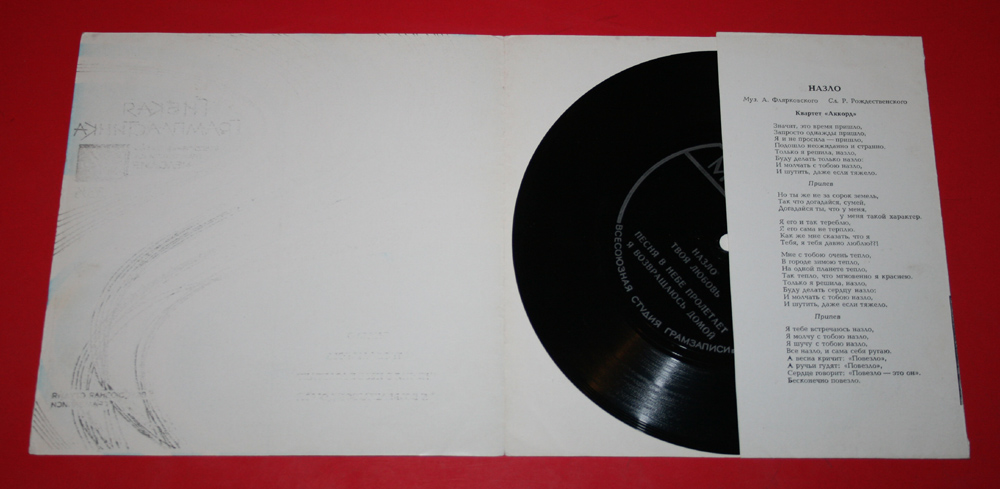 ГИБКАЯ
ГРАМПЛАСТИНКА
М
НАЗЛО
ТВОЯ ЛЮБОВЬ
ПЕСНЯ В НЕБЕ ПРОЛЕТАЕТ
Я ВОЗВРАЩАЮСЬ ДОМОЙ
ВСЕСОЮЗНАЯ СТУДИЯ ГРАМЗАПИСИ
НАЗЛО
Муз. А. Флярковского Сл. Р. Рождественского
Квартет «Аккорд»
Значит, это время пришло,
Запросто однажды пришло,
Я и не просила — пришло,
Подошло неожиданно и странно.
Только я решила, назло,
Буду делать только назло:
И молчать с тобою назло,
И шутить, даже если тяжело.
Припев
Но ты же не за сорок земель,
Так что догадайся, сумей,
Догадайся ты, что у меня,
у меня такой характер.
Я его и так тереблю,
Я его сама не терплю.
Как же мне сказать, что я
Тебя, я тебя давно люблю?!!
Мне с тобою очень тепло,
В городе зимою тепло,
На одной планете тепло,
Так тепло, что мгновенно я краснею.
Только я решила, назло,
Буду делать сердцу назло:
И молчать с тобою назло,
И шутить, даже если тяжело.
Припев
Я тебе встречаюсь назло,
Я молчу с тобою назло,
Я шучу с тобою назло,
Все назло, и сама себя ругаю.
А весна кричит: «Повезло»,
А ручьи гудят: «Повезло»,
Сердце говорит: «Повезло — это он».
Бесконечно повезло.